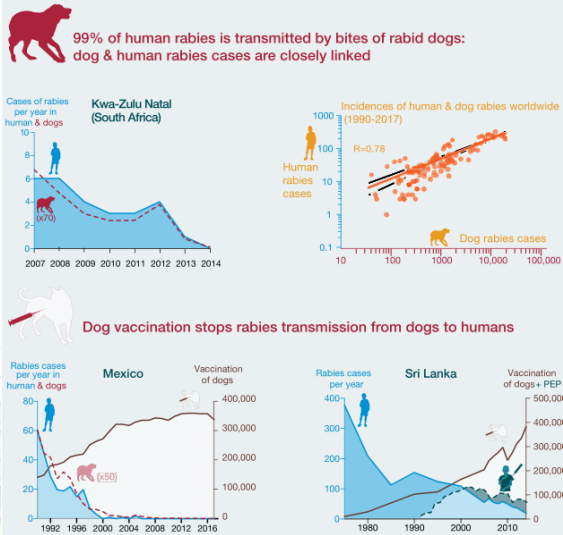 99% of human rabies is transmitted by bites of rabid dogs:
dog & human rabies cases are closely linked
Cases of rabies
per year in
human & dogs
Kwa-Zulu Natal
(South Africa)
10
8
6
4
2
0
(x70)
2007 2008 2009 2010 2011 2012 2013 2014
Incidences of human & dog rabies worldwide
(1990-2017)
1000
100
10
1
0.1
R=0.78
Human
rabies
cases
Dog rabies cases
10 100 1000 10,000 100,000
Dog vaccination stops rabies transmission from dogs to humans
Rabies cases
per year in
human & dogs
Mexico
Vaccination
of dogs
80
60
40
20
0
(x50)
400,000
300,000
200,000
100,000
0
1992 1996 2000 2004 2008 2012 2016
Rabies cases
per year
Sri Lanka
Vaccination
of dogs + PEP
400
300
200
100
0
500,000
400,000
300,000
200,000
100,000
0
1980 1990 2000 2010